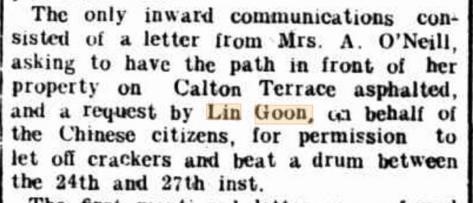 The only inward communications con-
sisted of a letter from Mrs. A. O'Neill,
asking to have the path in front of her
property on Calton Terrace asphalted,
and a request by Lin Goon, on behalf of
the Chinese citizens, for permission to
let off crackers and beat a drum between
the 24th and 27th inst.